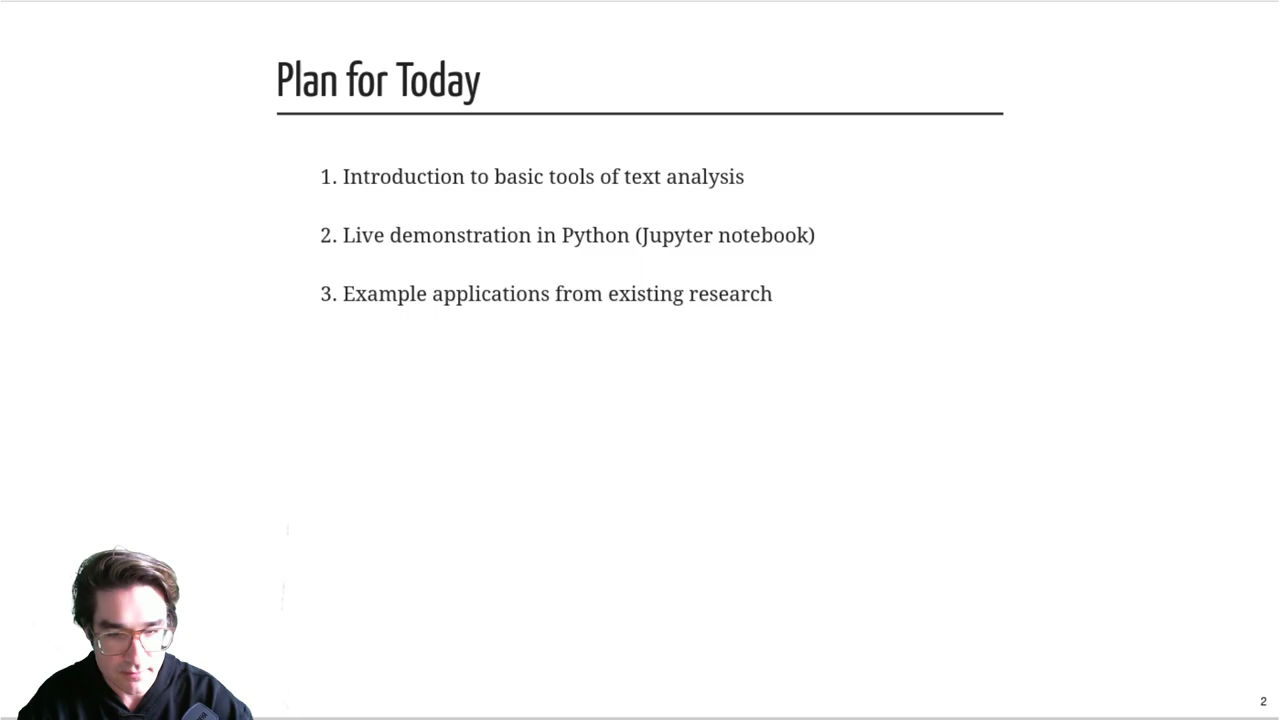 Plan for Today
1. Introduction to basic tools of text analysis
2. Live demonstration in Python (Jupyter notebook)
3. Example applications from existing research
2